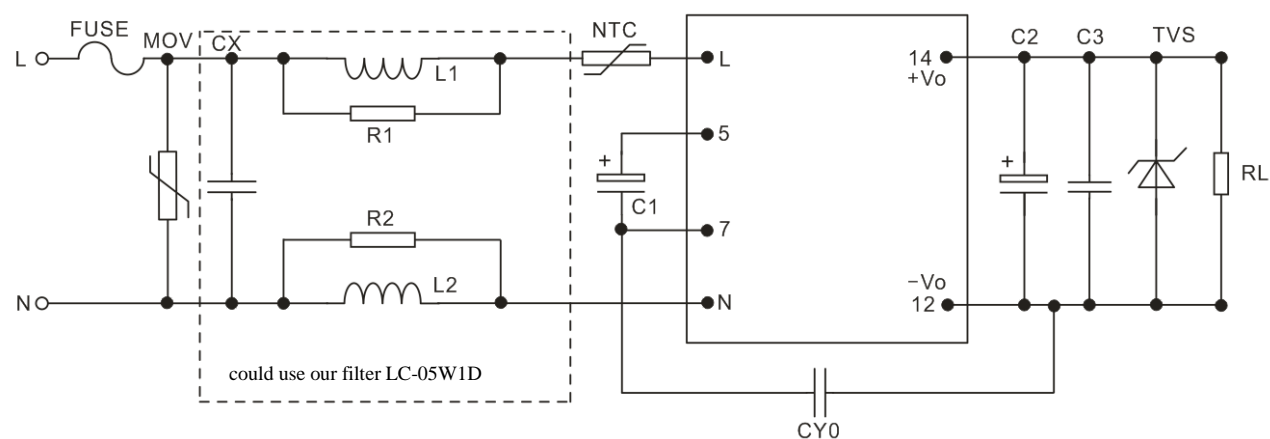 FUSE
MOV
CX
NTC
C2
C3
TVS
L
L1
L
14
+Vo
R1
5
+
+
C1
RL
R2
7
N
L2
N
−Vo
12
could use our filter LC-05W1D
CY0